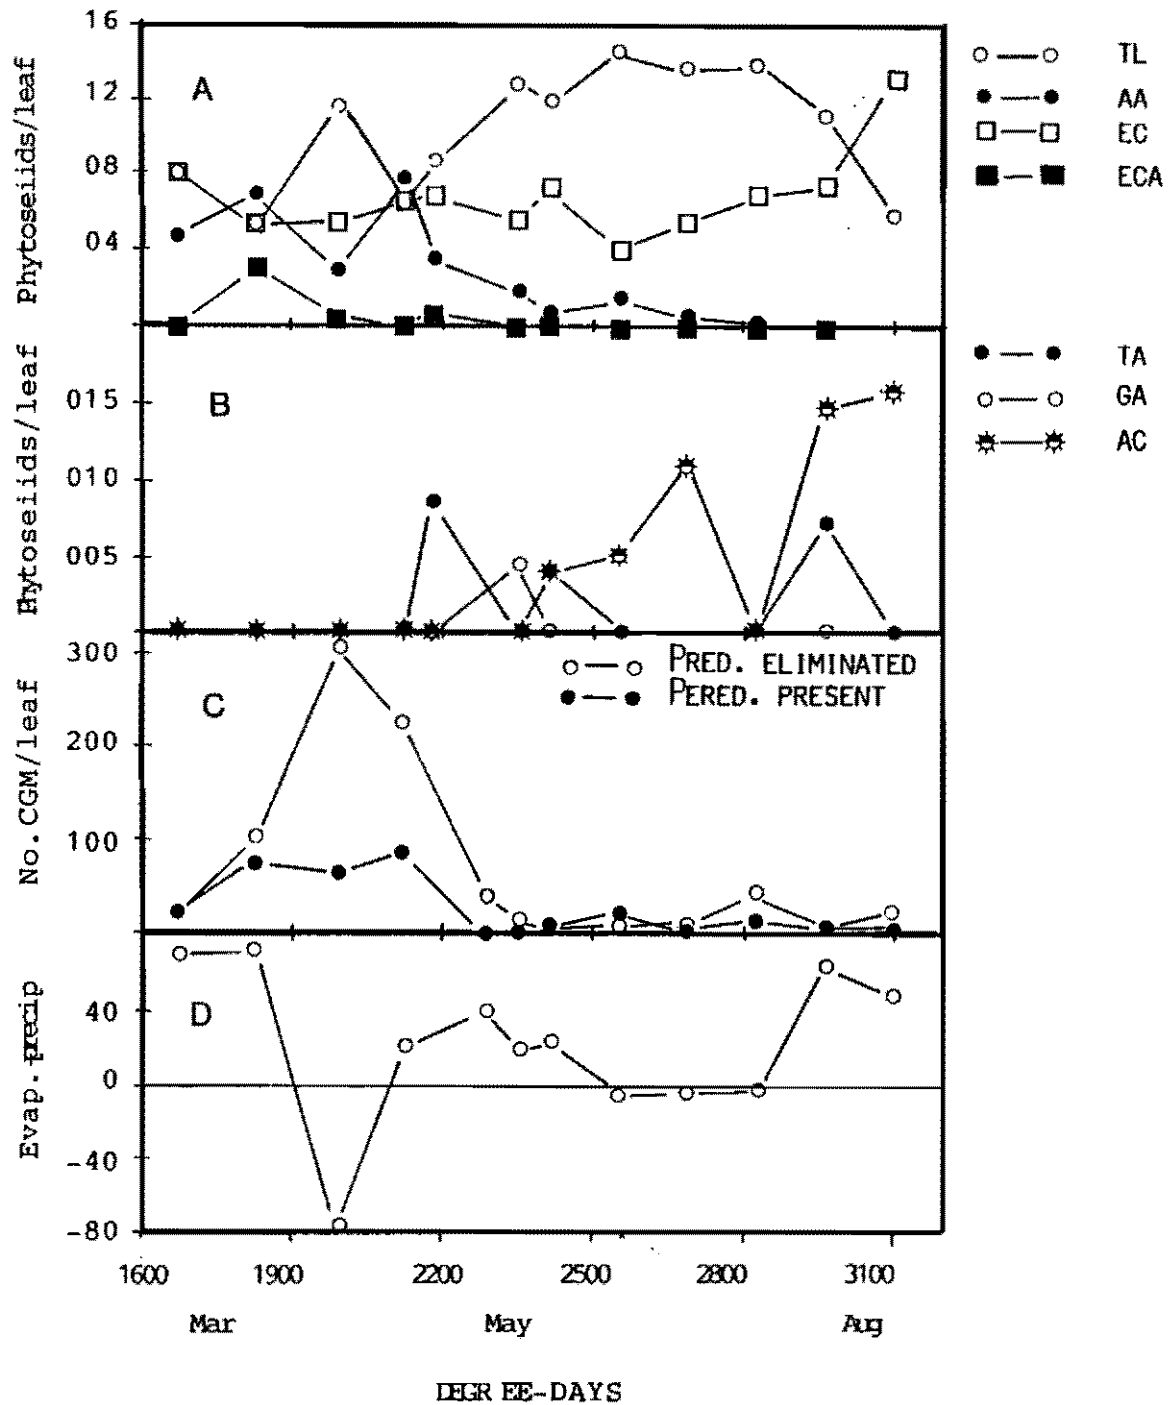 Phytoseiids/leaf
16
12
08
04
A
TL
AA
EC
ECA
Phytoseiids/leaf
015
010
005
B
TA
GA
AC
No.CGM/leaf
300
200
100
C
PRED. ELIMINATED
PERED. PRESENT
Evap.-precip
40
0
-40
-80
D
1600 1900 2200 2500 2800 3100
Mar May Aug
DEGREE-DAYS